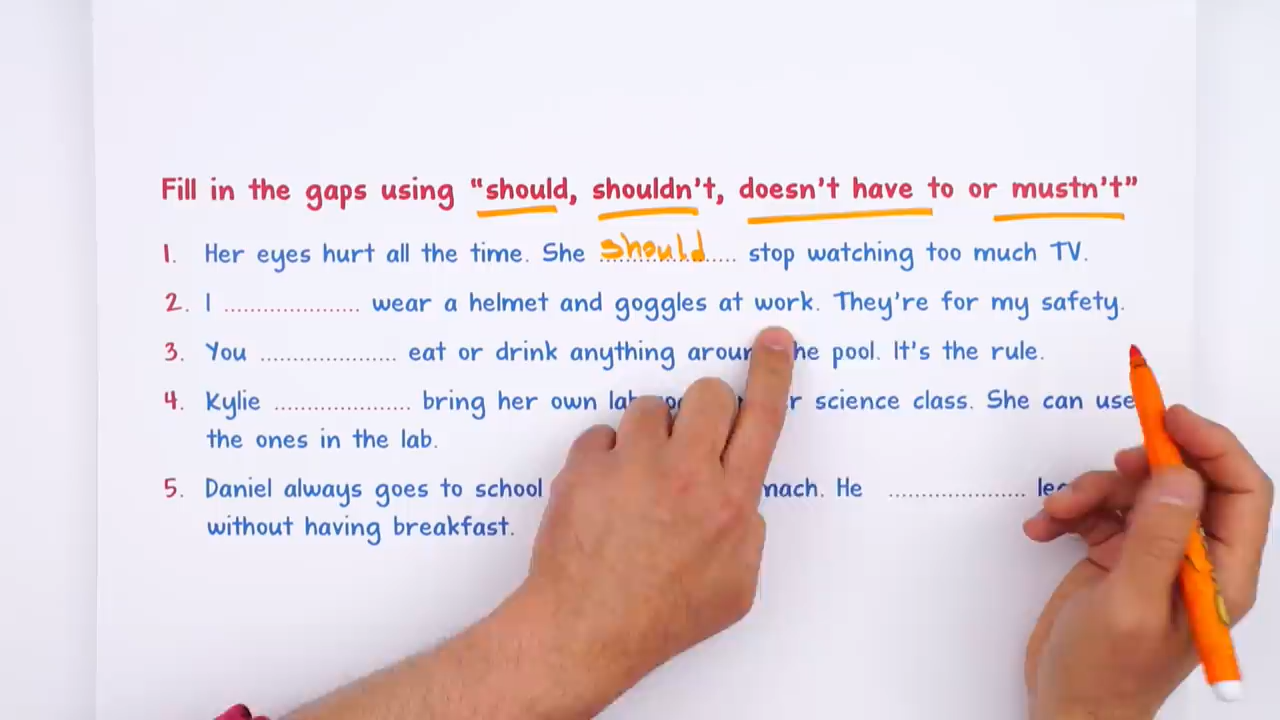 Fill in the gaps using “should, shouldn’t, doesn’t have to or mustn’t”
1. Her eyes hurt all the time. She should stop watching too much TV.
2. I .................... wear a helmet and goggles at work. They’re for my safety.
3. You .................... eat or drink anything around the pool. It’s the rule.
4. Kylie .................... bring her own lab science class. She can use
the ones in the lab.
5. Daniel always goes to school He ....................
without having breakfast.